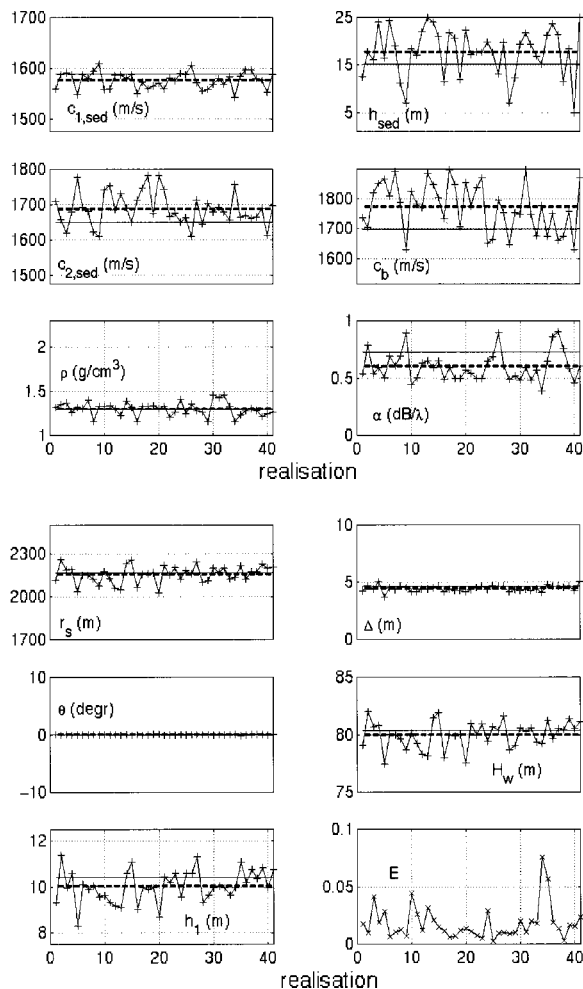 1700
1600
1500
c1,sed (m/s)
25
15
5
hsed (m)
1800
1700
1600
1500
c2,sed (m/s)
1800
1700
1600
cb (m/s)
2
1.5
1
ρ (g/cm³)
0 10 20 30 40
realisation
1
0.5
0
α (dB/λ)
0 10 20 30 40
realisation
2300
2000
1700
rs (m)
10
5
0
Δ (m)
10
0
−10
θ (degr)
85
80
75
Hw (m)
12
10
8
h1 (m)
0 10 20 30 40
realisation
0.1
0.05
0
E
0 10 20 30 40
realisation